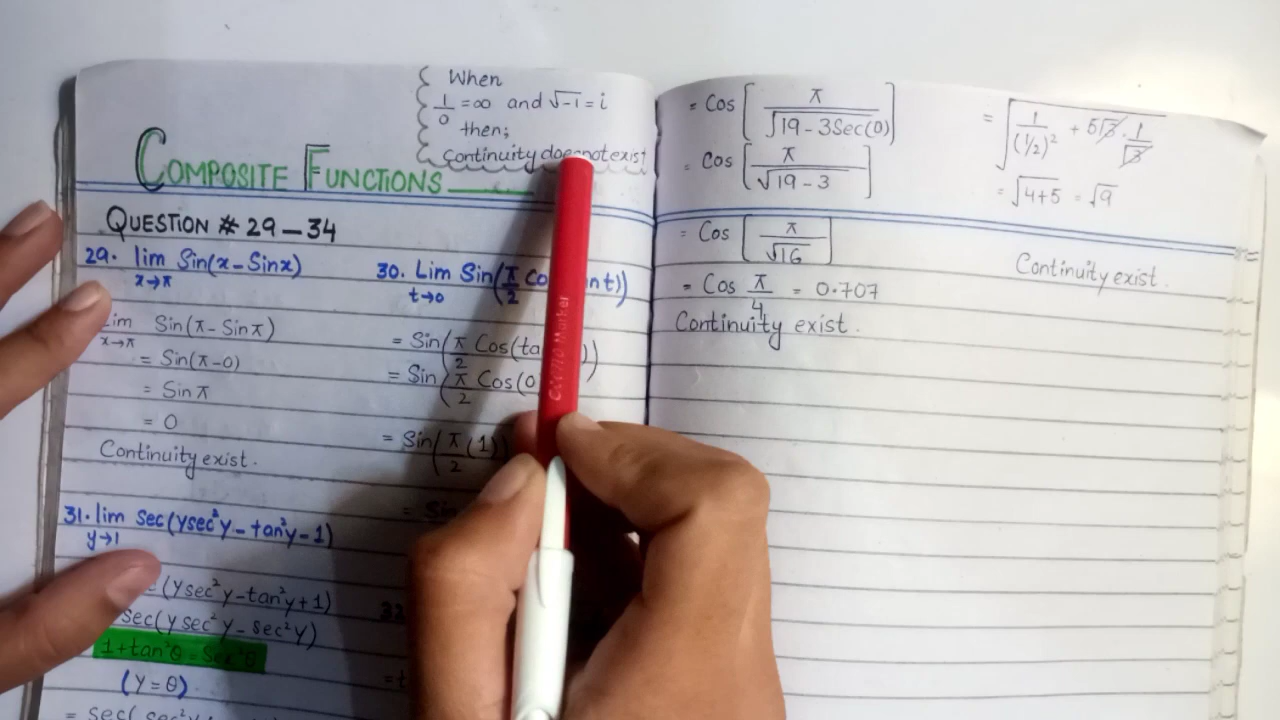 When
1/0 = ∞ and √-1 = i
then;
Continuity does not exist
COMPOSITE FUNCTIONS
QUESTION # 29 – 34
29. lim Sin(x – Sinx)
x→π
Lim Sin(π – Sinπ)
x→π
= Sin(π – 0)
= Sin π
= 0
Continuity exist.
30. Lim Sin(π/2 Co nt))
t→0
= Sin(π/2 Cos(ta ))
= Sin(π/2 Cos(0
= Sin(π/2 (1))
= Sin
31. lim Sec(ysec²y – tan²y – 1)
y→1
(ysec²y – tan²y + 1)
sec(ysec²y – sec²y)
1 + tan²θ = Sec²θ
(y = θ)
= Sec(
= Cos[π/√19 – 3Sec(0)]
= Cos[π/√19 – 3]
= Cos[π/√16]
= Cos π/4 = 0.707
Continuity exist.
= √1/(1/2)² + 5√3 · 1/√3
= √4+5 = √9
Continuity exist.
Marker